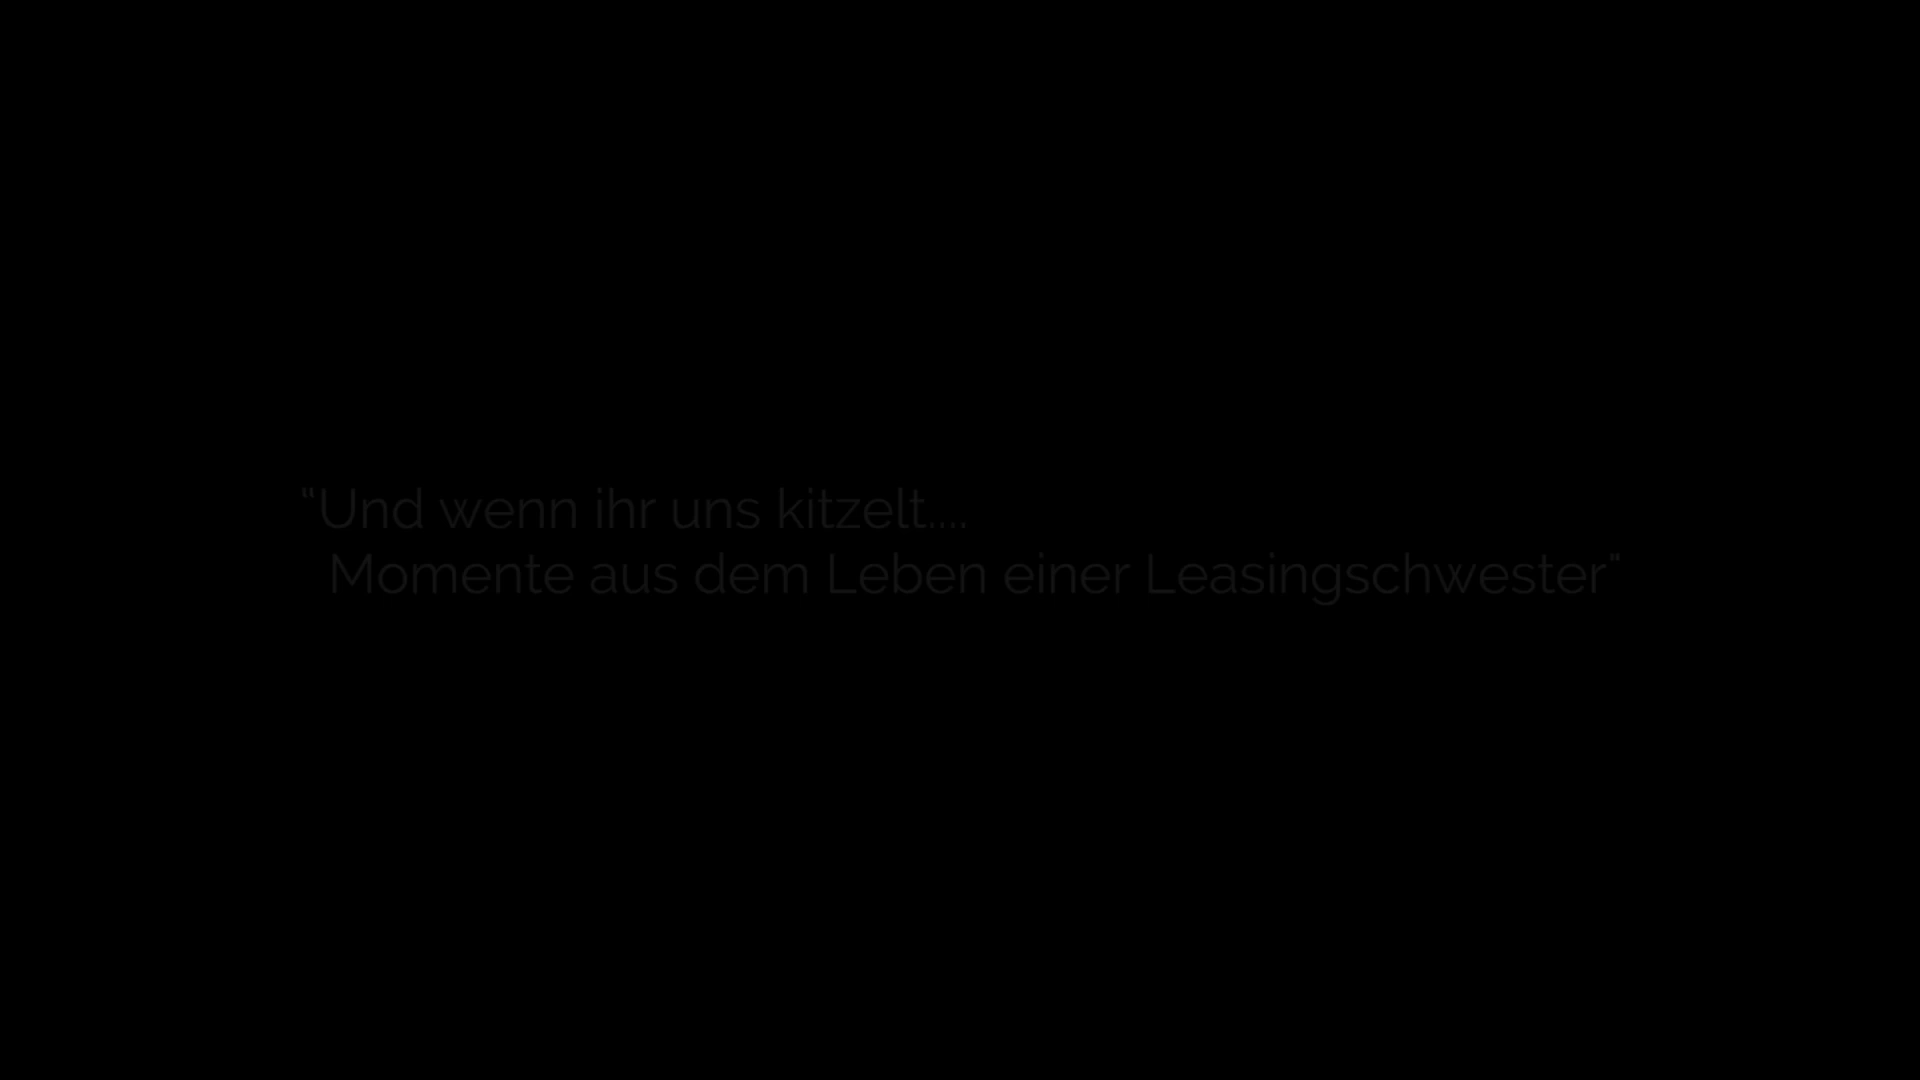 “Und wenn ihr uns kitzelt....
Momente aus dem Leben einer Leasingschwester"